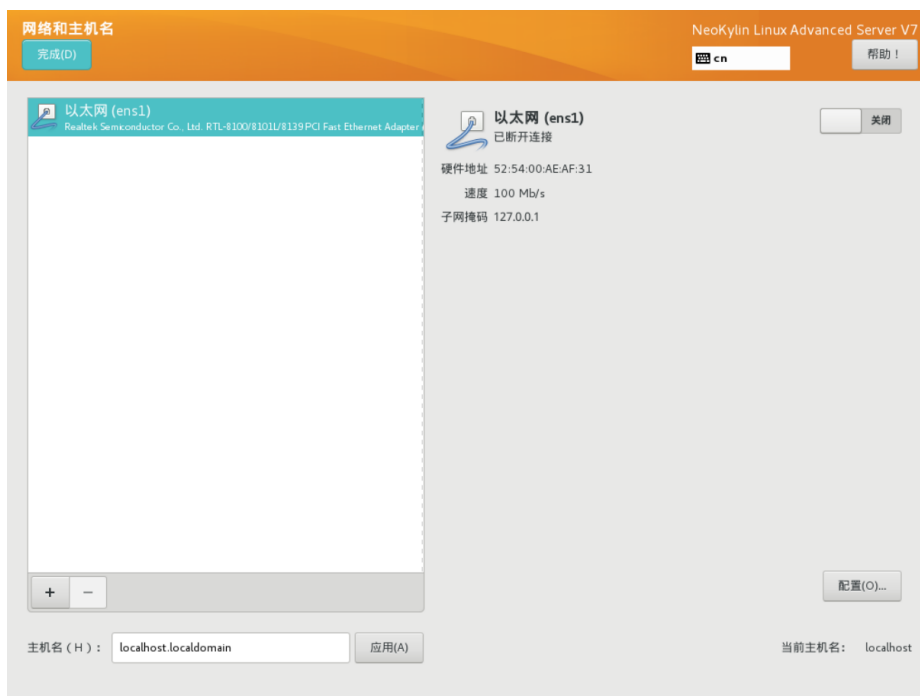 网络和主机名
NeoKylin Linux Advanced Server V7
完成(D)
cn
帮助！
以太网 (ens1)
Realtek Semiconductor Co., Ltd. RTL-8100/8101L/8139 PCI Fast Ethernet Adapter
以太网 (ens1)
已断开连接
关闭
硬件地址 52:54:00:AE:AF:31
速度 100 Mb/s
子网掩码 127.0.0.1
+ −
配置(O)...
主机名（H）： localhost.localdomain 应用(A)
当前主机名： localhost